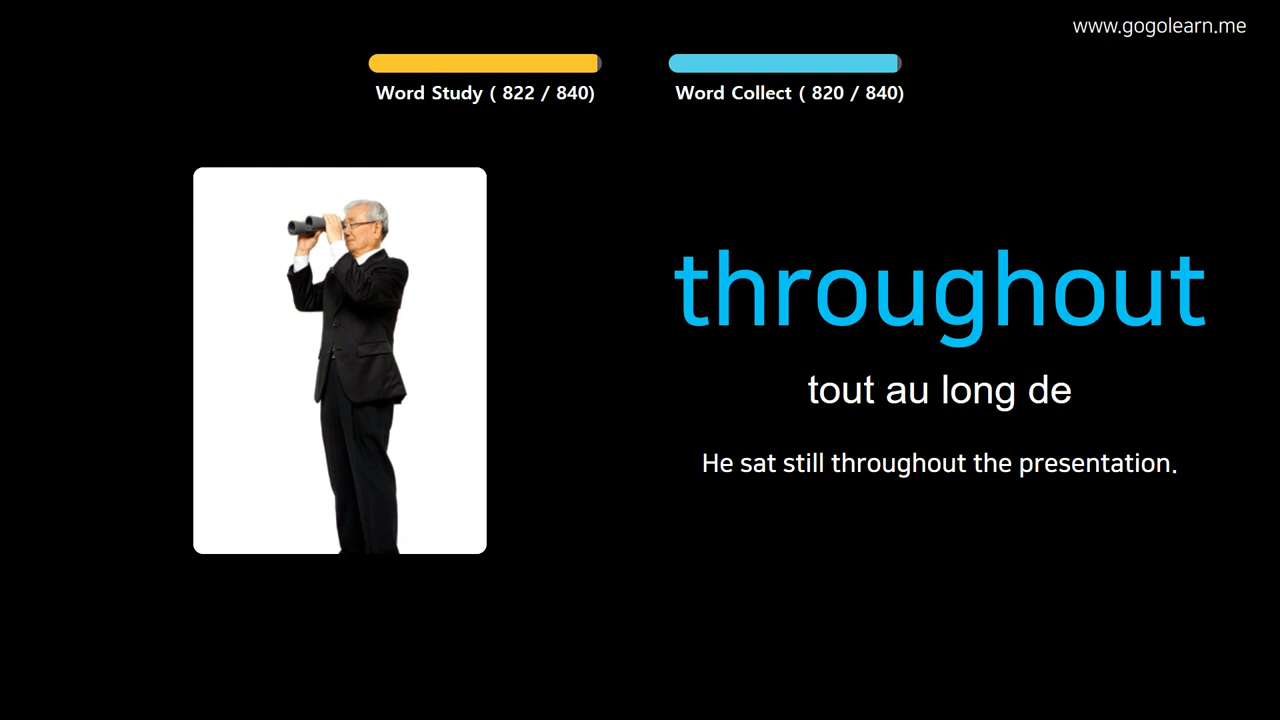 www.gogolearn.me
Word Study ( 822 / 840)
Word Collect ( 820 / 840)
throughout
tout au long de
He sat still throughout the presentation.